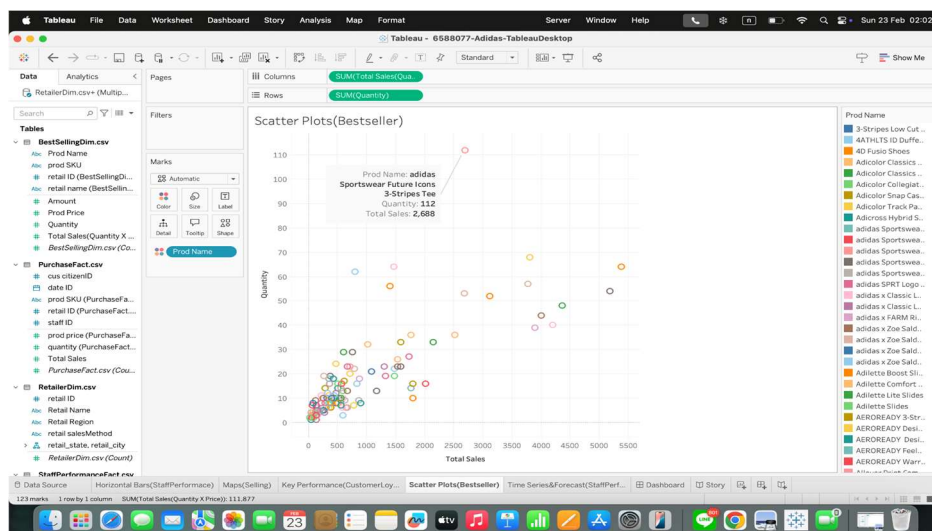 Tableau File Data Worksheet Dashboard Story Analysis Map Format Server Window Help Sun 23 Feb 02:02
Tableau - 6588077-Adidas-TableauDesktop
Standard Show Me
Data Analytics
RetailerDim.csv+ (Multip...
Search
Tables
BestSellingDim.csv
Abc Prod Name
Abc prod SKU
# retail ID (BestSellingDi...
Abc retail name (BestSellin...
# Amount
# Prod Price
# Quantity
# Total Sales(Quantity X ...
# BestSellingDim.csv (Co...
PurchaseFact.csv
# cus citizenID
date ID
Abc prod SKU (PurchaseFa...
# retail ID (PurchaseFact....
# staff ID
# prod price (PurchaseFa...
# quantity (PurchaseFact...
# Total Sales
# PurchaseFact.csv (Cou...
RetailerDim.csv
# retail ID
Abc Retail Name
Abc Retail Region
Abc retail salesMethod
retail_state, retail_city
# RetailerDim.csv (Count)
StaffPerformanceFact.csv
Pages
Filters
Marks
Automatic
Color Size Label
Detail Tooltip Shape
Prod Name
Columns SUM(Total Sales(Qua..
Rows SUM(Quantity)
Scatter Plots(Bestseller)
Prod Name: adidas
Sportswear Future Icons
3-Stripes Tee
Quantity: 112
Total Sales: 2,688
Quantity
110
100
90
80
70
60
50
40
30
20
10
0
0 500 1000 1500 2000 2500 3000 3500 4000 4500 5000 5500
Total Sales
Prod Name
3-Stripes Low Cut ..
4ATHLTS ID Duffe..
4D Fusio Shoes
Adicolor Classics ..
Adicolor Classics ..
Adicolor Collegiat..
Adicolor Snap Cas..
Adicolor Track Pa..
Adicross Hybrid S..
adidas Sportswea..
adidas Sportswea..
adidas Sportswea..
adidas Sportswea..
adidas Sportswea..
adidas SPRT Logo ..
adidas x Classic L..
adidas x Classic L..
adidas x FARM Ri..
adidas x Zoe Sald..
adidas x Zoe Sald..
adidas x Zoe Sald..
adidas x Zoe Sald..
Adilette Boost Sli..
Adilette Comfort ..
Adilette Lite Slides
Adilette Slides
AEROREADY 3-Str..
AEROREADY Desi..
AEROREADY Desi..
AEROREADY Feel..
AEROREADY Warr..
Data Source Horizontal Bars(StaffPerformace) Maps(Selling) Key Performance(CustomerLoy... Scatter Plots(Bestseller) Time Series&Forecast(StaffPerf... Dashboard Story
123 marks 1 row by 1 column SUM(Total Sales(Quantity X Price)): 111,877
FEB
23
tv